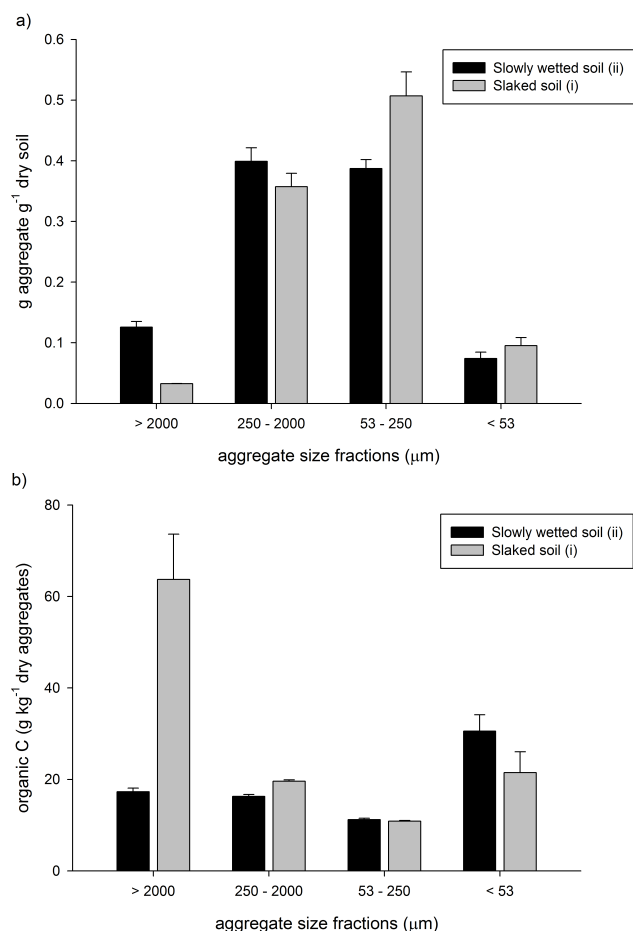 a)
0.6
0.5
0.4
0.3
0.2
0.1
0.0
g aggregate g⁻¹ dry soil
Slowly wetted soil (ii)
Slaked soil (i)
> 2000 250 - 2000 53 - 250 < 53
aggregate size fractions (μm)
b)
80
60
40
20
0
organic C (g kg⁻¹ dry aggregates)
Slowly wetted soil (ii)
Slaked soil (i)
> 2000 250 - 2000 53 - 250 < 53
aggregate size fractions (μm)